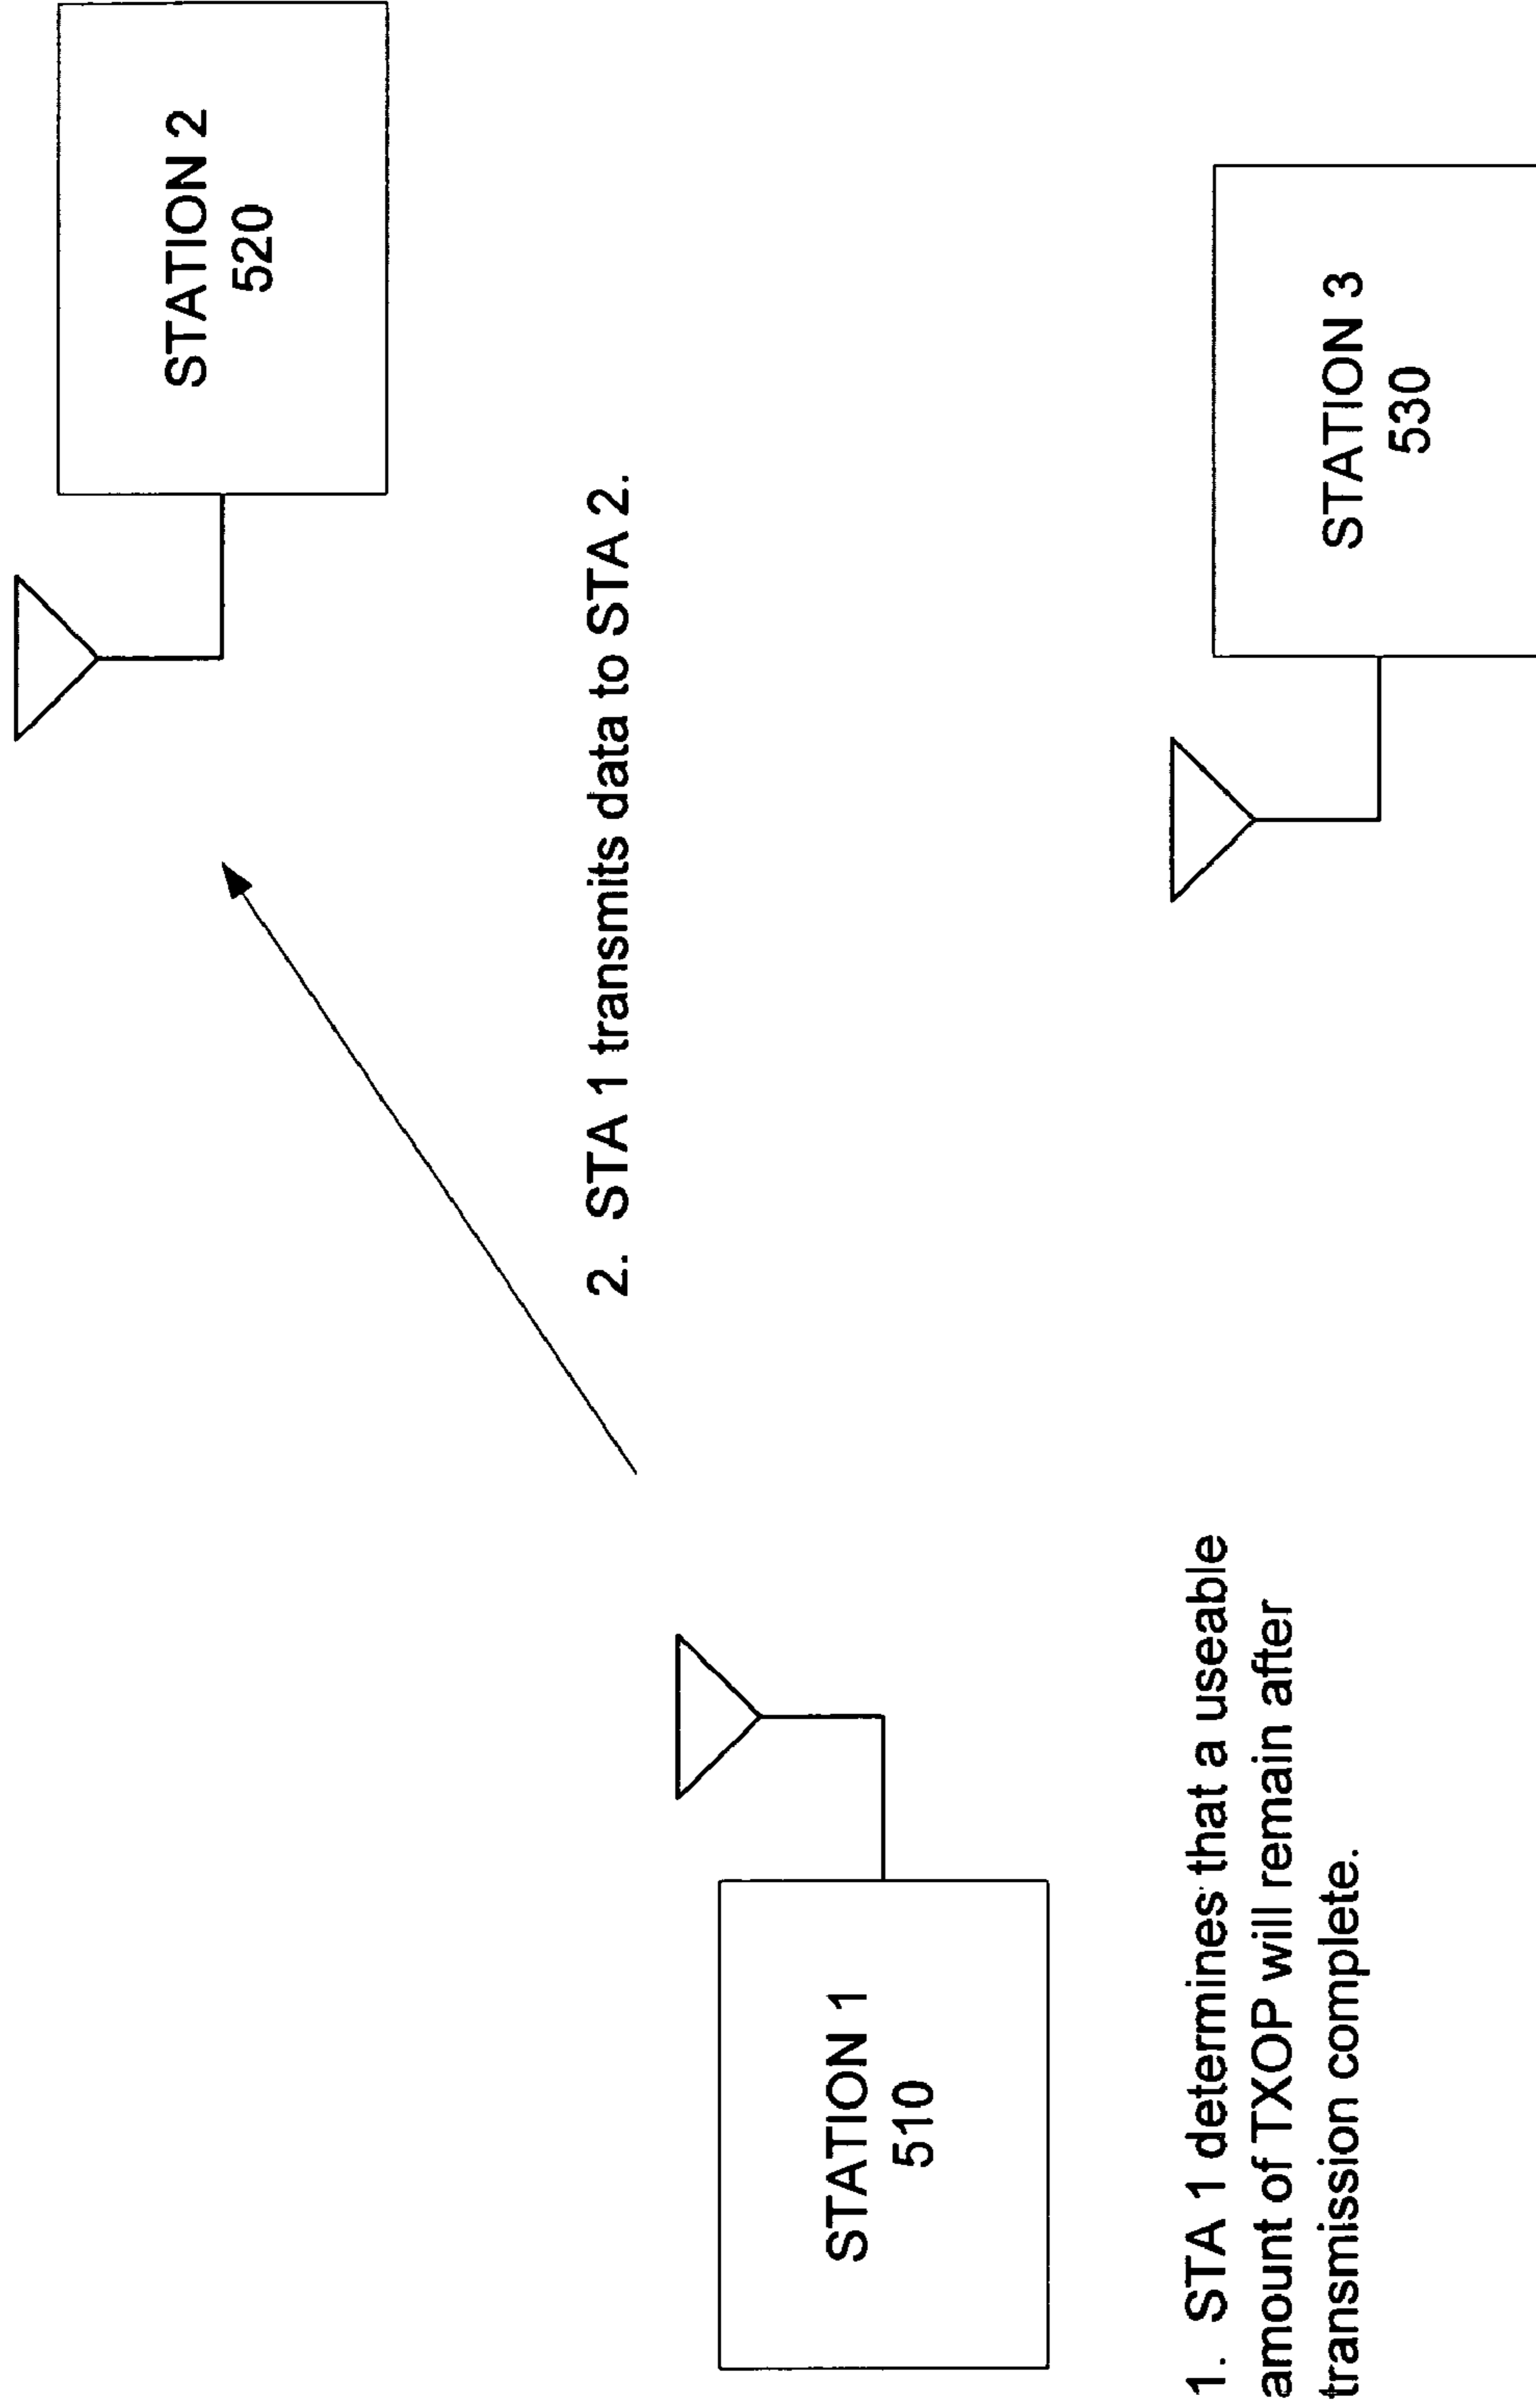 STATION 2
520
2. STA 1 transmits data to STA 2.
STATION 1
510
STATION 3
530
1. STA 1 determines that a useable
amount of TXOP will remain after
transmission complete.